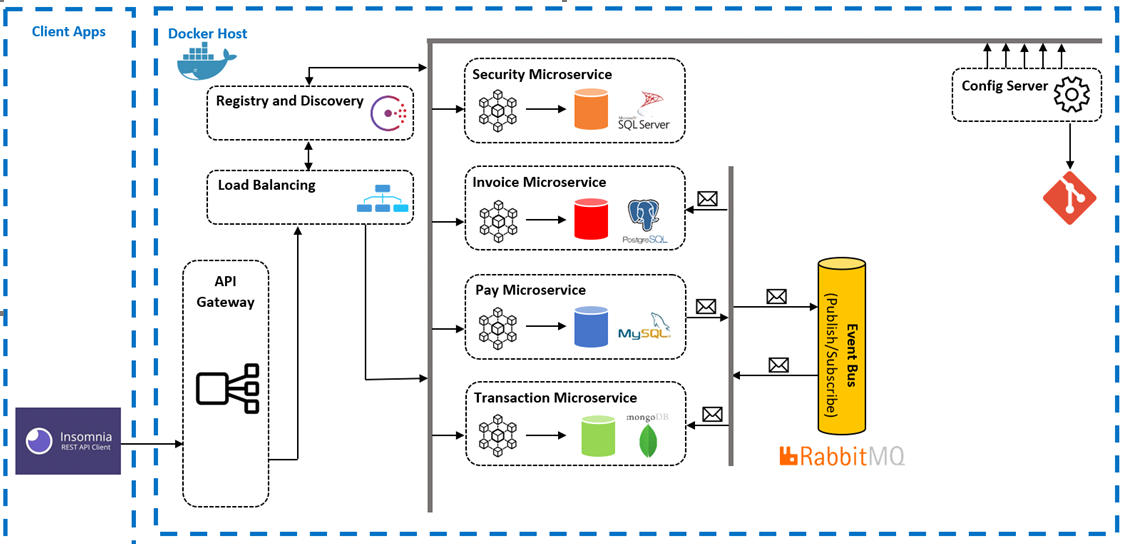 Client Apps
Docker Host
Registry and Discovery
Load Balancing
API
Gateway
Insomnia
REST API Client
Security Microservice
Microsoft
SQL Server
Invoice Microservice
PostgreSQL
Pay Microservice
MySQL
Transaction Microservice
mongoDB
Config Server
Event Bus
(Publish/Subscribe)
RabbitMQ